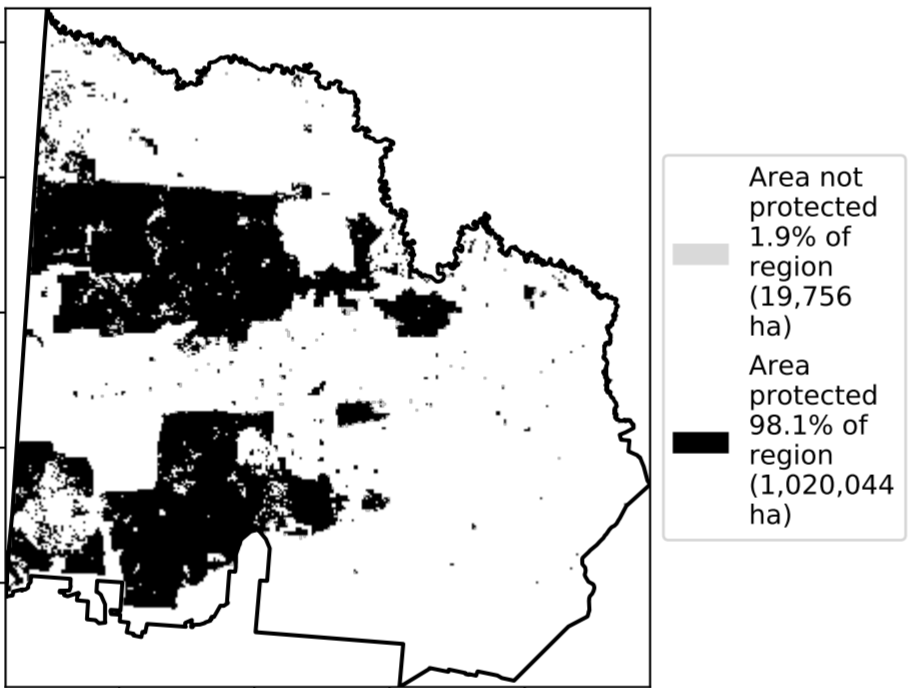 Area not
protected
1.9% of
region
(19,756
ha)
Area
protected
98.1% of
region
(1,020,044
ha)